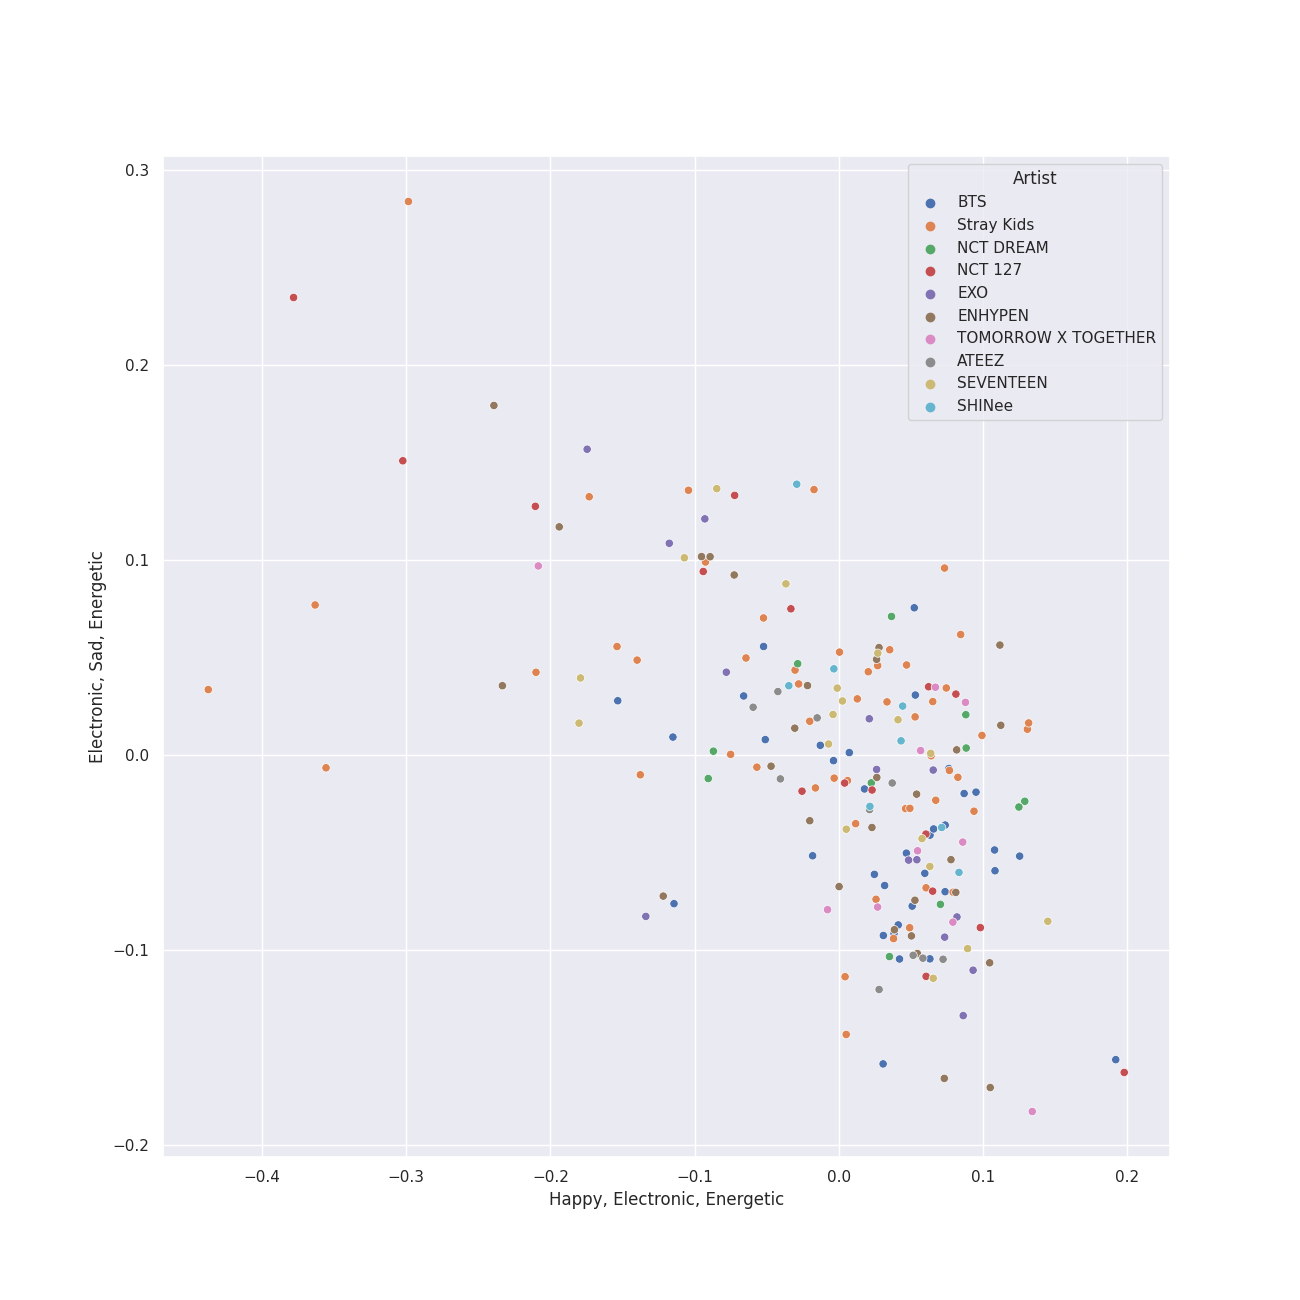 0.3
0.2
0.1
0.0
−0.1
−0.2
Electronic, Sad, Energetic
Artist
BTS
Stray Kids
NCT DREAM
NCT 127
EXO
ENHYPEN
TOMORROW X TOGETHER
ATEEZ
SEVENTEEN
SHINee
−0.4 −0.3 −0.2 −0.1 0.0 0.1 0.2
Happy, Electronic, Energetic